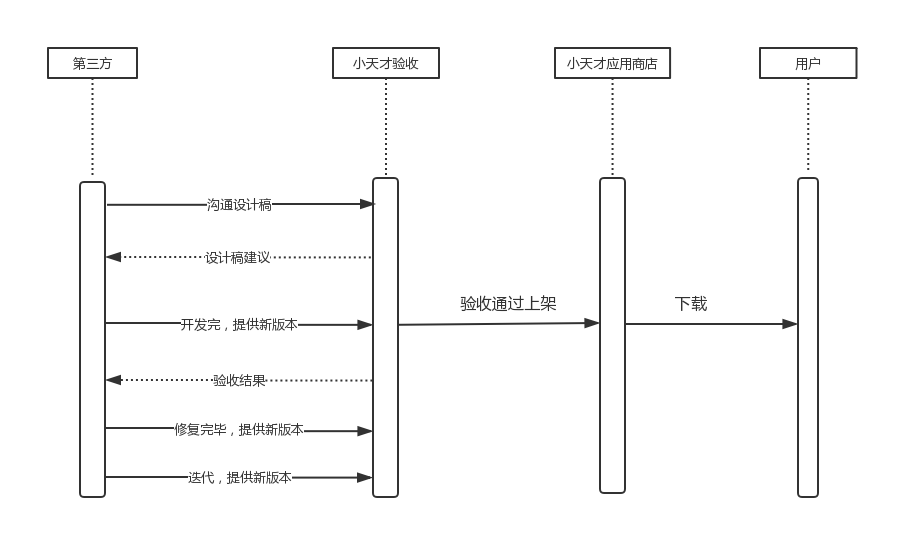 第三方
小天才验收
小天才应用商店
用户
沟通设计稿
设计稿建议
验收通过上架
下载
开发完，提供新版本
验收结果
修复完毕，提供新版本
迭代，提供新版本